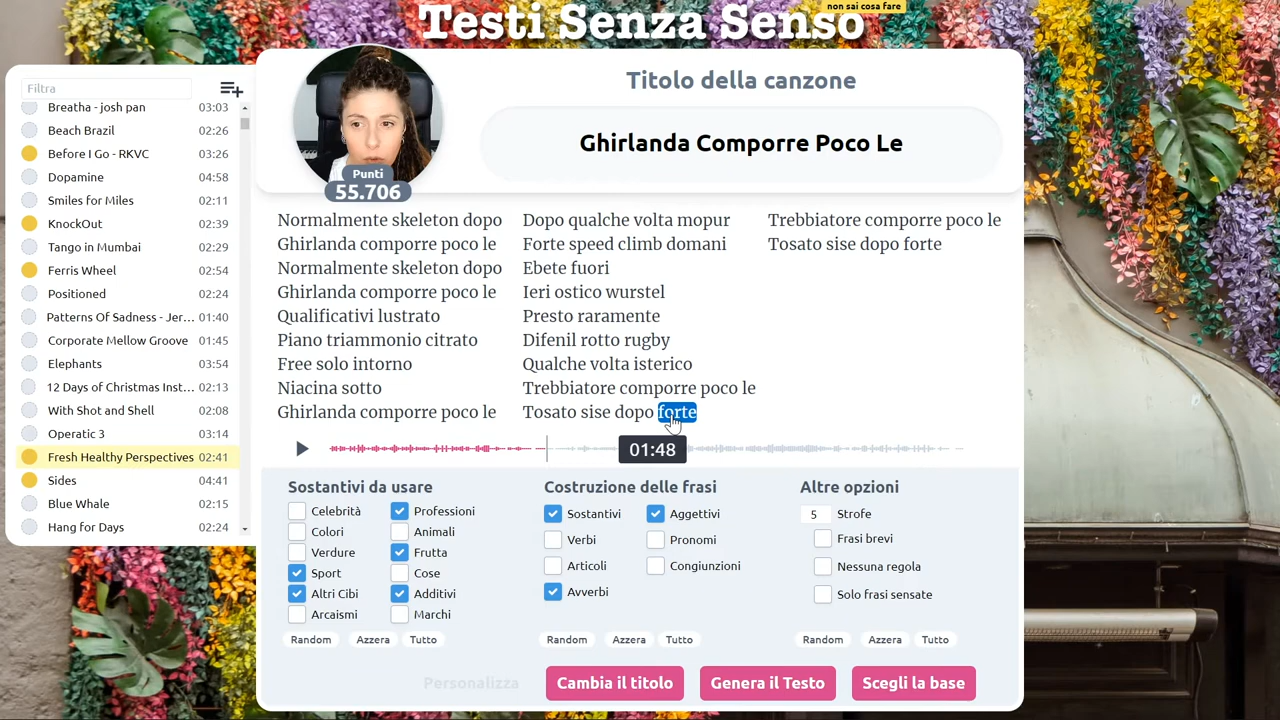 non sai cosa fare
Testi Senza Senso
Filtra
Breatha - josh pan 03:03
Beach Brazil 02:26
Before I Go - RKVC 03:26
Dopamine 04:58
Smiles for Miles 02:11
KnockOut 02:39
Tango in Mumbai 02:29
Ferris Wheel 02:54
Positioned 02:24
Patterns Of Sadness - Jer... 01:40
Corporate Mellow Groove 01:45
Elephants 03:54
12 Days of Christmas Inst... 02:13
With Shot and Shell 02:08
Operatic 3 03:14
Fresh Healthy Perspectives 02:41
Sides 04:41
Blue Whale 02:15
Hang for Days 02:24
Punti
55.706
Titolo della canzone
Ghirlanda Comporre Poco Le
Normalmente skeleton dopo
Ghirlanda comporre poco le
Normalmente skeleton dopo
Ghirlanda comporre poco le
Qualificativi lustrato
Piano triammonio citrato
Free solo intorno
Niacina sotto
Ghirlanda comporre poco le
Dopo qualche volta mopur
Forte speed climb domani
Ebete fuori
Ieri ostico wurstel
Presto raramente
Difenil rotto rugby
Qualche volta isterico
Trebbiatore comporre poco le
Tosato sise dopo forte
Trebbiatore comporre poco le
Tosato sise dopo forte
01:48
Sostantivi da usare
Celebrità Professioni
Colori Animali
Verdure Frutta
Sport Cose
Altri Cibi Additivi
Arcaismi Marchi
Random Azzera Tutto
Costruzione delle frasi
Sostantivi Aggettivi
Verbi Pronomi
Articoli Congiunzioni
Avverbi
Random Azzera Tutto
Altre opzioni
5 Strofe
Frasi brevi
Nessuna regola
Solo frasi sensate
Random Azzera Tutto
Personalizza
Cambia il titolo
Genera il Testo
Scegli la base